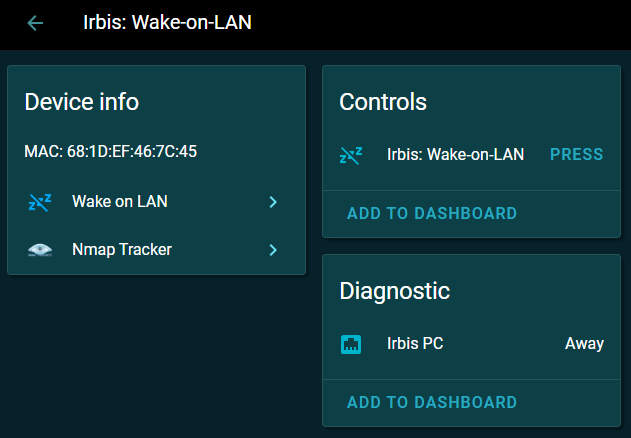 Irbis: Wake-on-LAN
Device info
MAC: 68:1D:EF:46:7C:45
Wake on LAN
Nmap Tracker
Controls
Irbis: Wake-on-LAN PRESS
ADD TO DASHBOARD
Diagnostic
Irbis PC Away
ADD TO DASHBOARD